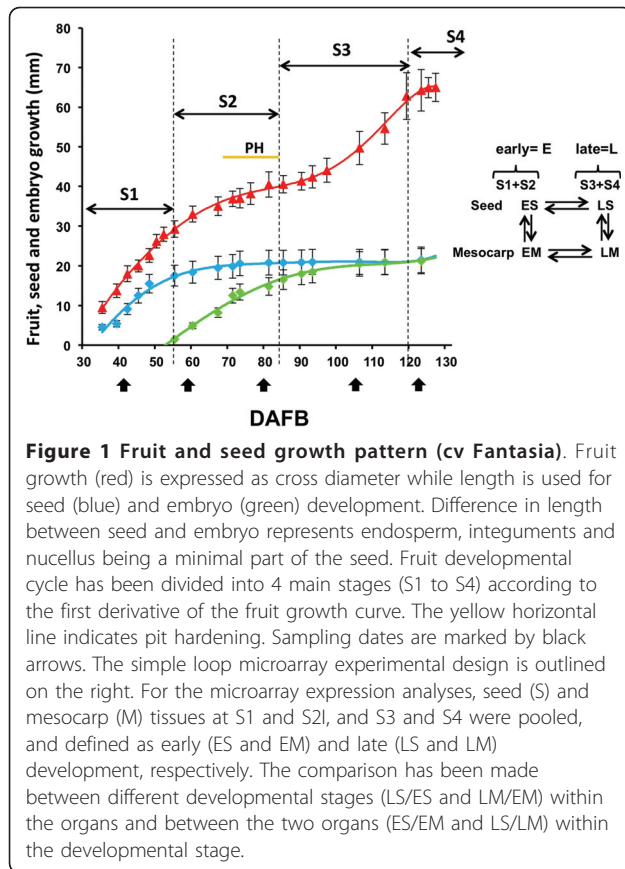 80
70
60
50
40
30
20
10
0
Fruit, seed and embryo growth (mm)
S1
S2
PH
S3
S4
30 40 50 60 70 80 90 100 110 120 130
DAFB
early= E late=L
S1+S2 S3+S4
Seed ES LS
Mesocarp EM LM
Figure 1 Fruit and seed growth pattern (cv Fantasia). Fruit
growth (red) is expressed as cross diameter while length is used for
seed (blue) and embryo (green) development. Difference in length
between seed and embryo represents endosperm, integuments and
nucellus being a minimal part of the seed. Fruit developmental
cycle has been divided into 4 main stages (S1 to S4) according to
the first derivative of the fruit growth curve. The yellow horizontal
line indicates pit hardening. Sampling dates are marked by black
arrows. The simple loop microarray experimental design is outlined
on the right. For the microarray expression analyses, seed (S) and
mesocarp (M) tissues at S1 and S2I, and S3 and S4 were pooled,
and defined as early (ES and EM) and late (LS and LM)
development, respectively. The comparison has been made
between different developmental stages (LS/ES and LM/EM) within
the organs and between the two organs (ES/EM and LS/LM) within
the developmental stage.